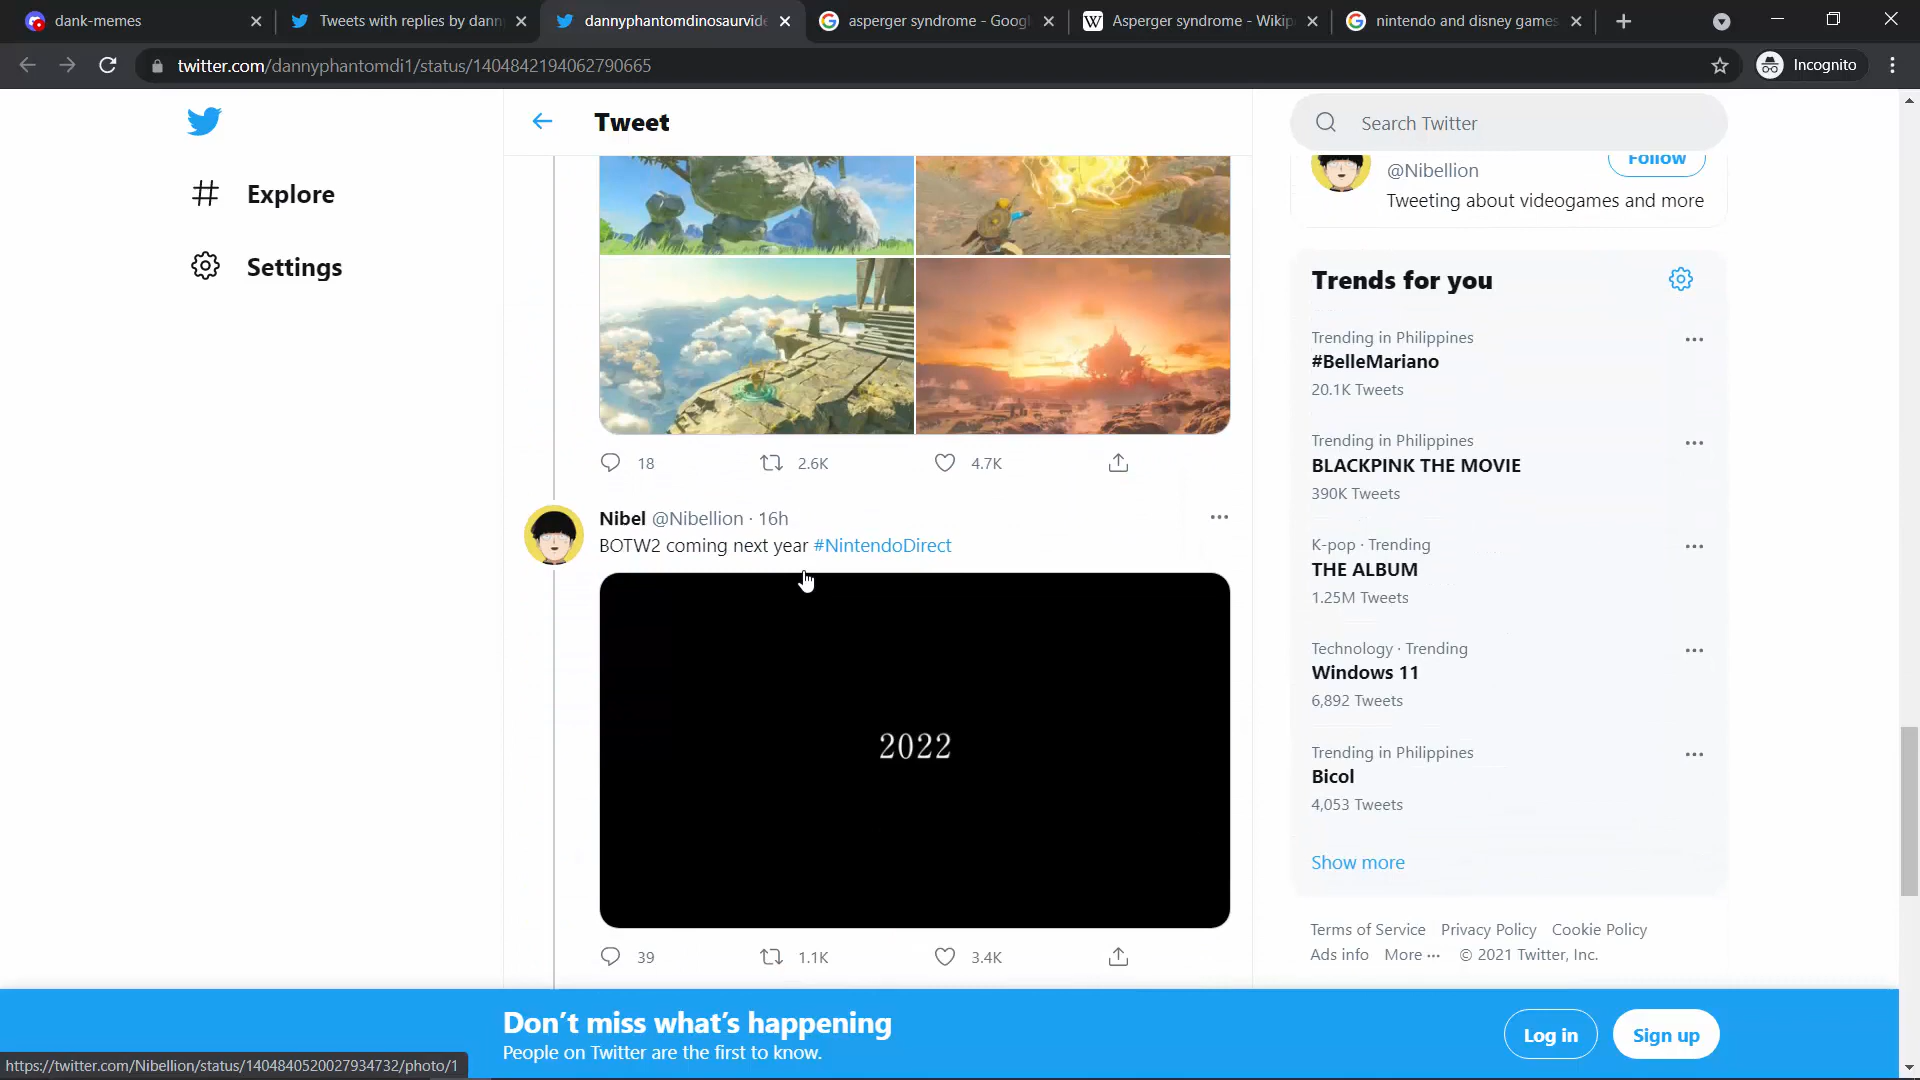 dank-memes
Tweets with replies by dann
dannyphantomdinosaurvide
asperger syndrome - Googl
Asperger syndrome - Wikip
nintendo and disney games
twitter.com/dannyphantomdi1/status/1404842194062790665
Incognito
Explore
Settings
Tweet
18
2.6K
4.7K
Nibel @Nibellion · 16h
BOTW2 coming next year #NintendoDirect
2022
39
1.1K
3.4K
Search Twitter
@Nibellion
Follow
Tweeting about videogames and more
Trends for you
Trending in Philippines
#BelleMariano
20.1K Tweets
Trending in Philippines
BLACKPINK THE MOVIE
390K Tweets
K-pop · Trending
THE ALBUM
1.25M Tweets
Technology · Trending
Windows 11
6,892 Tweets
Trending in Philippines
Bicol
4,053 Tweets
Show more
Terms of Service Privacy Policy Cookie Policy
Ads info More ··· © 2021 Twitter, Inc.
Don't miss what's happening
People on Twitter are the first to know.
Log in
Sign up
https://twitter.com/Nibellion/status/1404840520027934732/photo/1